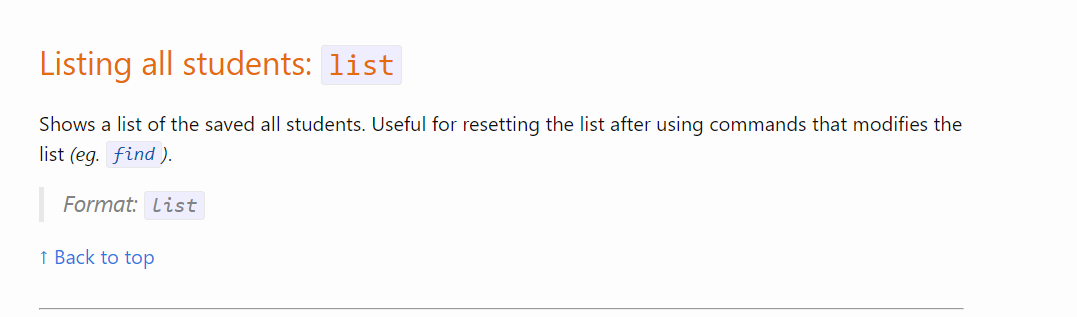 Listing all students: list
Shows a list of the saved all students. Useful for resetting the list after using commands that modifies the
list (eg. find).
Format: list
↑ Back to top